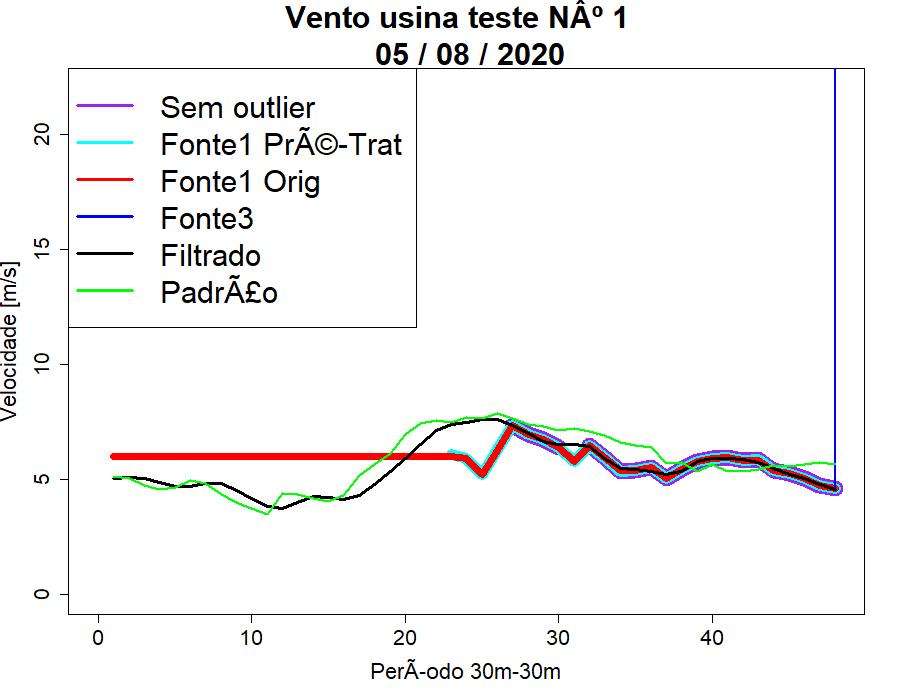 Vento usina teste NÂº 1
05 / 08 / 2020
Sem outlier
Fonte1 PrÃ©-Trat
Fonte1 Orig
Fonte3
Filtrado
PadrÃ£o
Velocidade [m/s]
20
15
10
5
0
0 10 20 30 40
PerÃ-odo 30m-30m